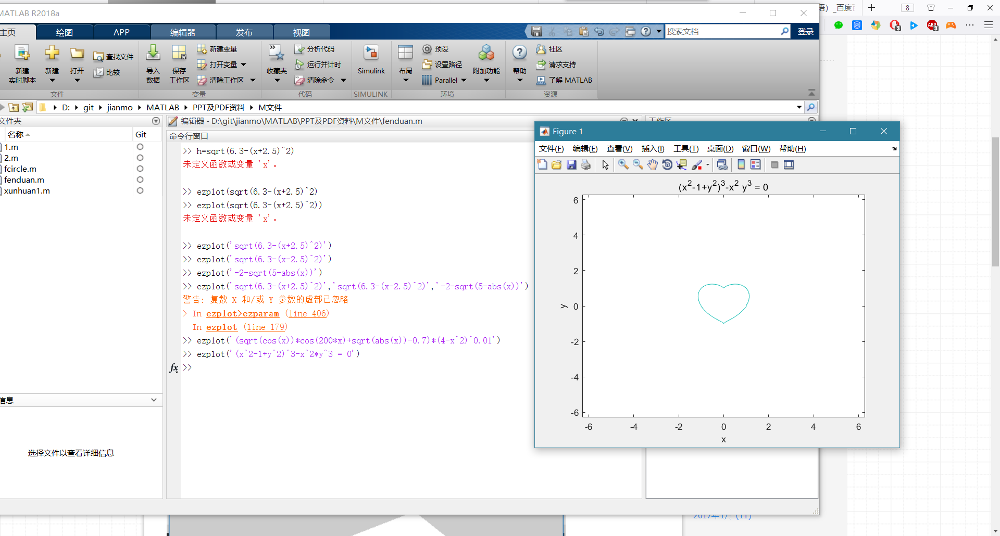 MATLAB R2018a
8
主页
绘图
APP
编辑器
发布
视图
搜索文档
登录
新建
实时脚本
新建
打开
查找文件
比较
导入
数据
保存
工作区
新建变量
打开变量
清除工作区
收藏夹
分析代码
运行并计时
清除命令
Simulink
布局
预设
设置路径
Parallel
附加功能
帮助
社区
请求支持
了解 MATLAB
文件
变量
代码
SIMULINK
环境
资源
D: git jianmo MATLAB PPT及PDF资料 M文件
文件夹
名称
Git
1.m
2.m
fcircle.m
fenduan.m
xunhuan1.m
信息
选择文件以查看详细信息
编辑器 - D:\git\jianmo\MATLAB\PPT及PDF资料\M文件\fenduan.m
命令行窗口
>> h=sqrt(6.3-(x+2.5)^2)
未定义函数或变量 'x'。
>> ezplot(sqrt(6.3-(x+2.5)^2)
>> ezplot(sqrt(6.3-(x+2.5)^2))
未定义函数或变量 'x'。
>> ezplot('sqrt(6.3-(x+2.5)^2)')
>> ezplot('sqrt(6.3-(x-2.5)^2)')
>> ezplot('-2-sqrt(5-abs(x))')
>> ezplot('sqrt(6.3-(x+2.5)^2)','sqrt(6.3-(x-2.5)^2)','-2-sqrt(5-abs(x))')
警告: 复数 X 和/或 Y 参数的虚部已忽略
> In ezplot>ezparam (line 406)
In ezplot (line 179)
>> ezplot('(sqrt(cos(x))*cos(200*x)+sqrt(abs(x))-0.7)*(4-x^2)^0.01')
>> ezplot('(x^2-1+y^2)^3-x^2*y^3 = 0')
fx >>
工作区
Figure 1
文件(F) 编辑(E) 查看(V) 插入(I) 工具(T) 桌面(D) 窗口(W) 帮助(H)
(x²-1+y²)³-x² y³ = 0
6
4
2
0
-2
-4
-6
y
-6 -4 -2 0 2 4 6
x
2017年1月 (11)